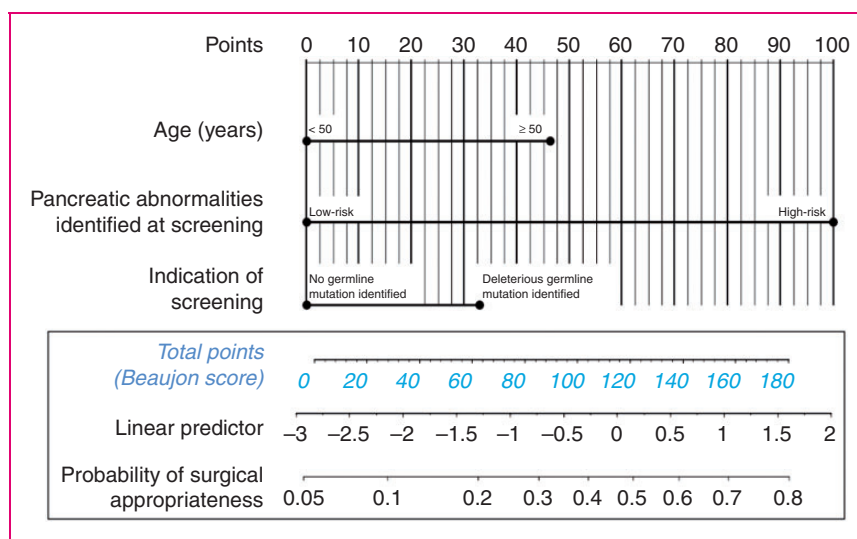 Points 0 10 20 30 40 50 60 70 80 90 100
Age (years) < 50 ≥ 50
Pancreatic abnormalities
identified at screening Low-risk High-risk
Indication of
screening
No germline
mutation identified
Deleterious germline
mutation identified
Total points
(Beaujon score) 0 20 40 60 80 100 120 140 160 180
Linear predictor
–3 –2.5 –2 –1.5 –1 –0.5 0 0.5 1 1.5 2
Probability of surgical
appropriateness
0.05 0.1 0.2 0.3 0.4 0.5 0.6 0.7 0.8